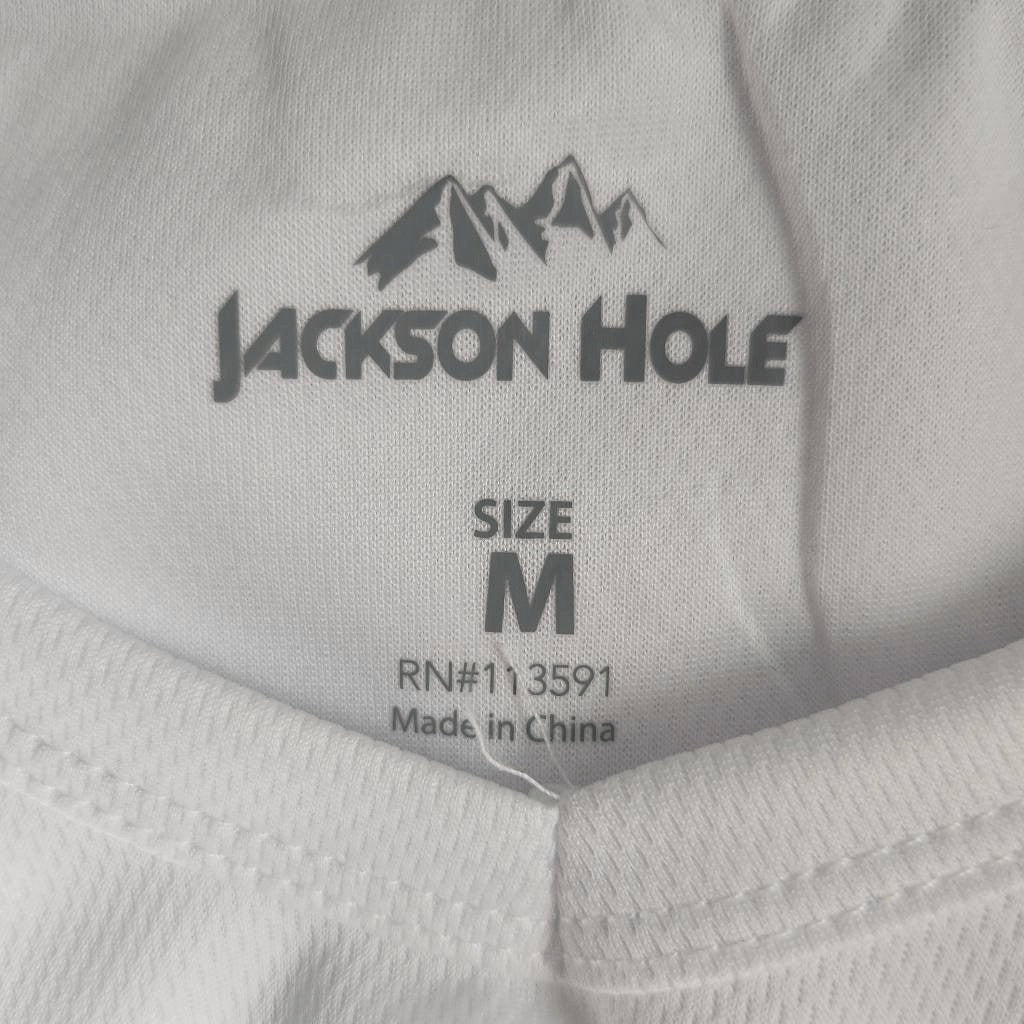 JACKSON HOLE
SIZE
M
RN#113591
Made in China